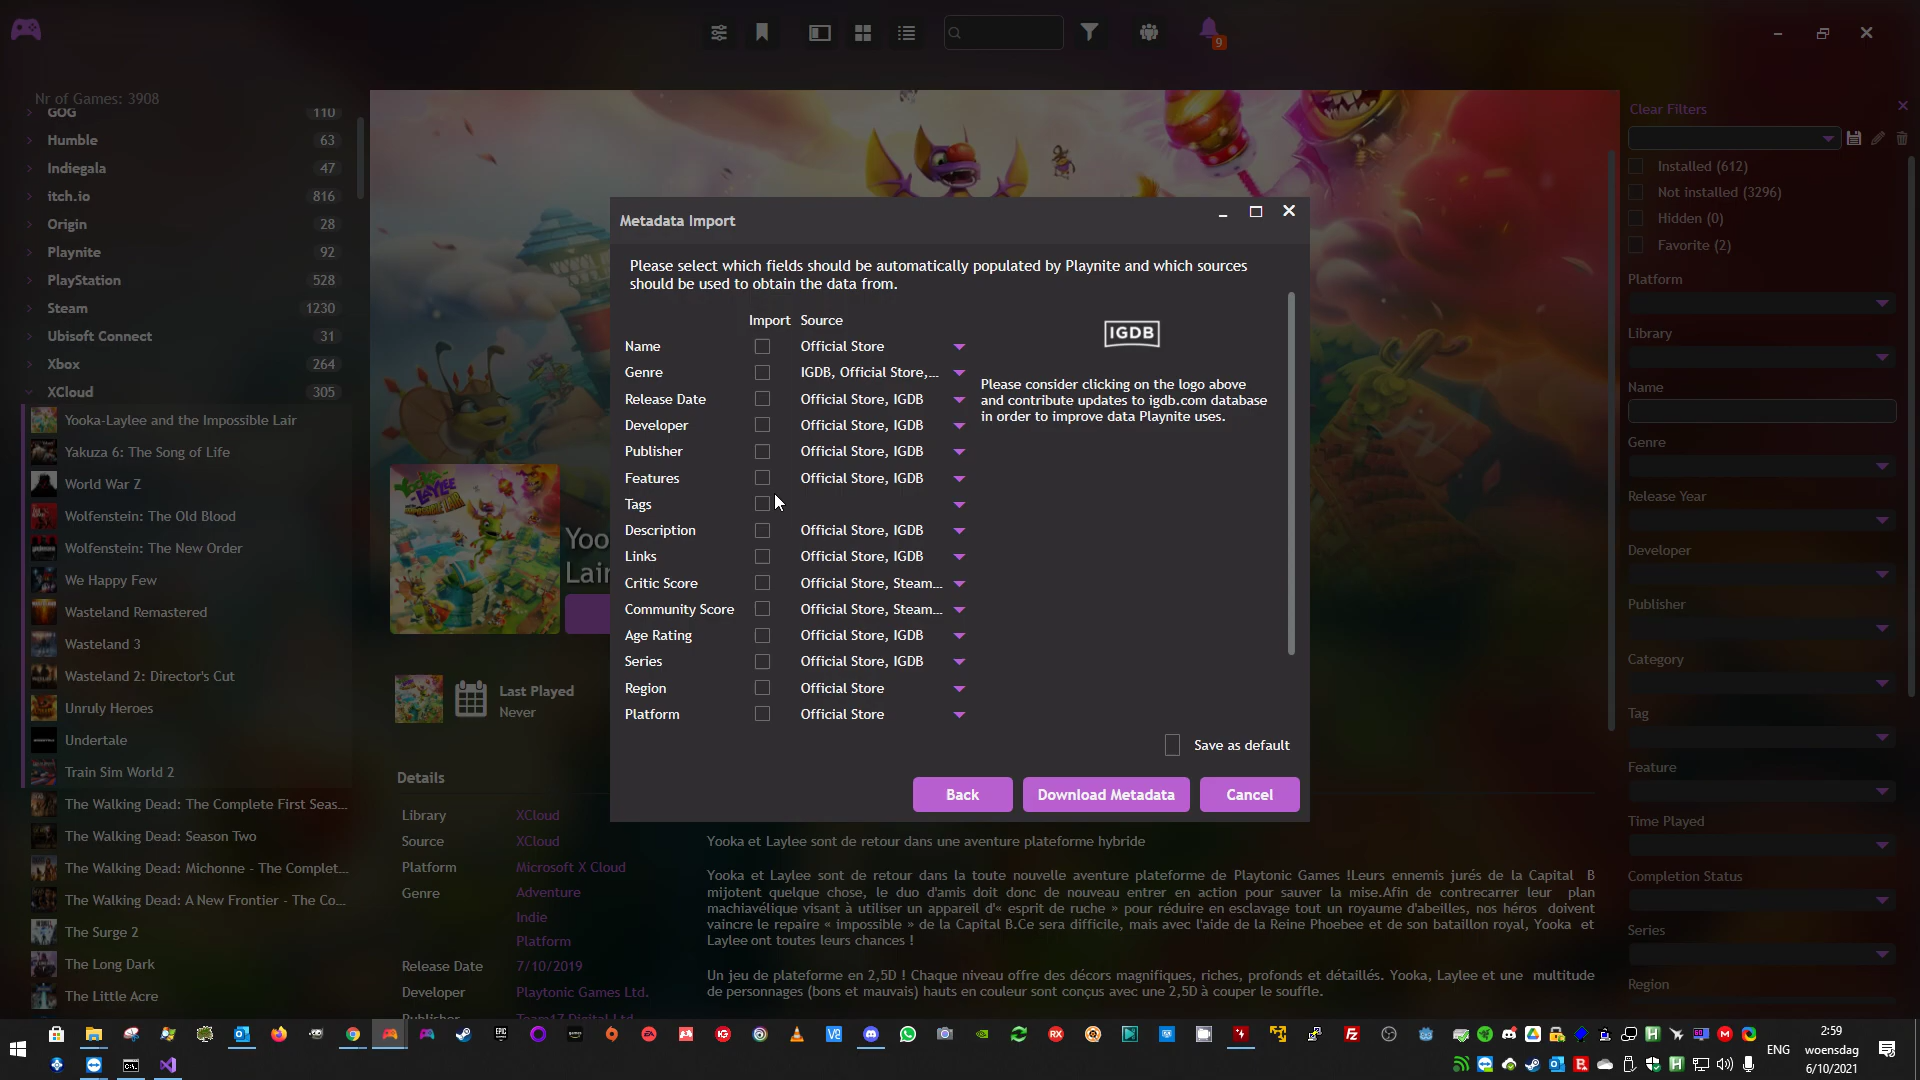 9
Nr of Games: 3908
GOG 110
Humble 63
Indiegala 47
itch.io 816
Origin 28
Playnite 92
PlayStation 528
Steam 1230
Ubisoft Connect 31
Xbox 264
XCloud 305
Yooka-Laylee and the Impossible Lair
Yakuza 6: The Song of Life
World War Z
Wolfenstein: The Old Blood
Wolfenstein: The New Order
We Happy Few
Wasteland Remastered
Wasteland 3
Wasteland 2: Director's Cut
Unruly Heroes
Undertale
Train Sim World 2
The Walking Dead: The Complete First Seas...
The Walking Dead: Season Two
The Walking Dead: Michonne - The Complet...
The Walking Dead: A New Frontier - The Co...
The Surge 2
The Long Dark
The Little Acre
Yoo
Lair
Last Played
Never
Details
Library XCloud
Source XCloud
Platform Microsoft X Cloud
Genre Adventure
Indie
Platform
Release Date 7/10/2019
Developer Playtonic Games Ltd.
Publisher Team17 Digital Ltd
Yooka et Laylee sont de retour dans une aventure plateforme hybride
Yooka et Laylee sont de retour dans la toute nouvelle aventure plateforme de Playtonic Games !Leurs ennemis jurés de la Capital B
mijotent quelque chose, le duo d'amis doit donc de nouveau entrer en action pour sauver la mise.Afin de contrecarrer leur plan
machiavélique visant à utiliser un appareil d'« esprit de ruche » pour réduire en esclavage tout un royaume d'abeilles, nos héros doivent
vaincre le repaire « impossible » de la Capital B.Ce sera difficile, mais avec l'aide de la Reine Phoebee et de son bataillon royal, Yooka et
Laylee ont toutes leurs chances !
Un jeu de plateforme en 2,5D ! Chaque niveau offre des décors magnifiques, riches, profonds et détaillés. Yooka, Laylee et une multitude
de personnages (bons et mauvais) hauts en couleur sont conçus avec une 2,5D à couper le souffle.
Metadata Import
Please select which fields should be automatically populated by Playnite and which sources
should be used to obtain the data from.
Import Source
Name Official Store
Genre IGDB, Official Store,...
Release Date Official Store, IGDB
Developer Official Store, IGDB
Publisher Official Store, IGDB
Features Official Store, IGDB
Tags
Description Official Store, IGDB
Links Official Store, IGDB
Critic Score Official Store, Steam...
Community Score Official Store, Steam...
Age Rating Official Store, IGDB
Series Official Store, IGDB
Region Official Store
Platform Official Store
IGDB
Please consider clicking on the logo above
and contribute updates to igdb.com database
in order to improve data Playnite uses.
Save as default
Back
Download Metadata
Cancel
Clear Filters
Installed (612)
Not installed (3296)
Hidden (0)
Favorite (2)
Platform
Library
Name
Genre
Release Year
Developer
Publisher
Category
Tag
Feature
Time Played
Completion Status
Series
Region
ENG
2:59
woensdag
6/10/2021